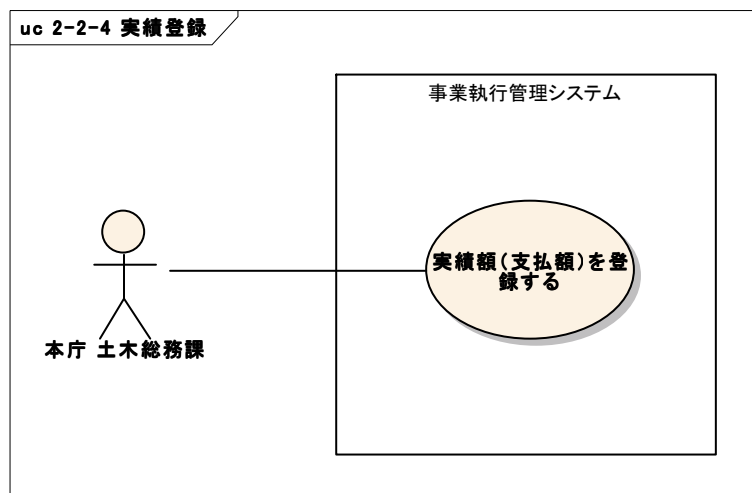 uc 2-2-4 実績登録
事業執行管理システム
実績額(支払額)を登
録する
本庁 土木総務課